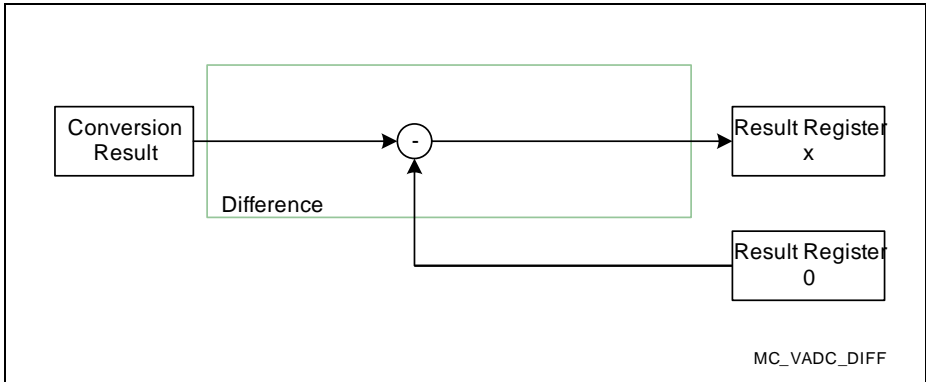 Conversion
Result
-
Result Register
x
Difference
Result Register
0
MC_VADC_DIFF